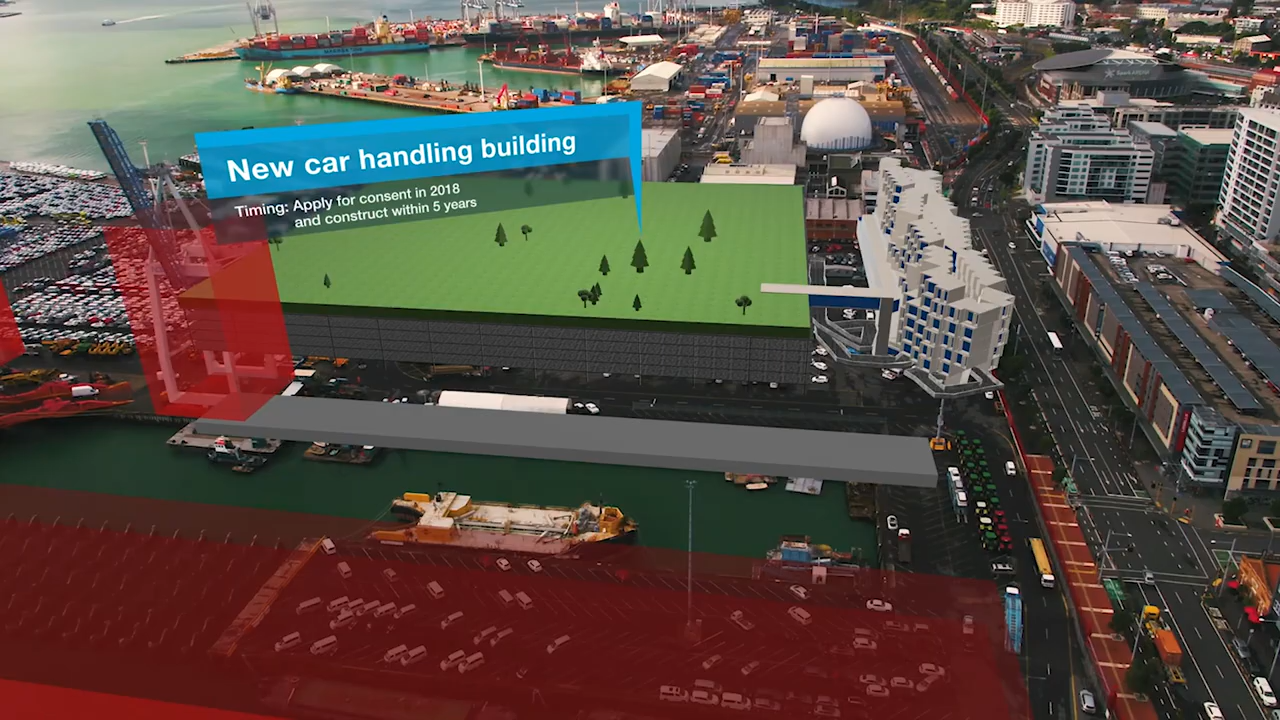 New car handling building
Timing: Apply for consent in 2018
and construct within 5 years